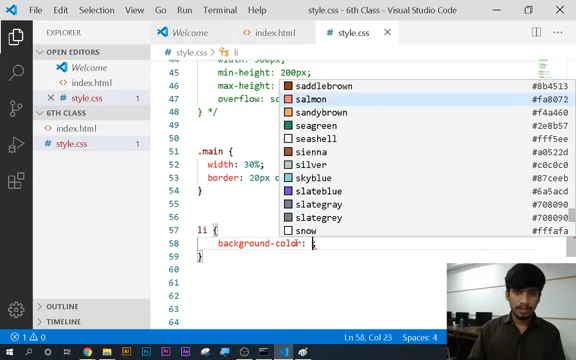 File Edit Selection View Go Run Terminal Help style.css - 6th Class - Visual Studio Code
EXPLORER
OPEN EDITORS
Welcome
index.html
style.css 1
6TH CLASS
index.html
style.css 1
OUTLINE
TIMELINE
Welcome index.html style.css
style.css > li
44
45 min-height: 200px;
46 max-
47 overflow:
48 } */
49
50
51 .main {
52 width: 30%;
53 border: 20px
54 }
55
56
57 li {
58 background-color: ;
59 }
60
61
62
63
64
saddlebrown #8b4513
salmon #fa8072
sandybrown #f4a460
seagreen #2e8b57
seashell #fff5ee
sienna #a0522d
silver #c0c0c0
skyblue #87ceeb
slateblue #6a5acd
slategray #708090
slategrey #708090
snow #fffafa
1 0 Ln 58, Col 23 Spaces: 4